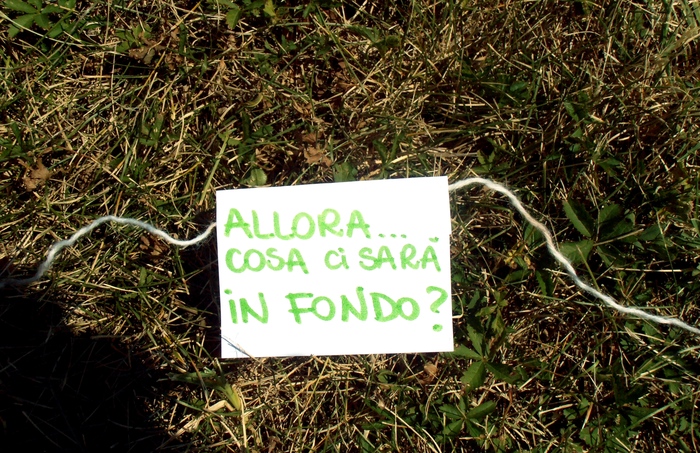 ALLORA...
COSA Ci SARÀ
iN FONDO?